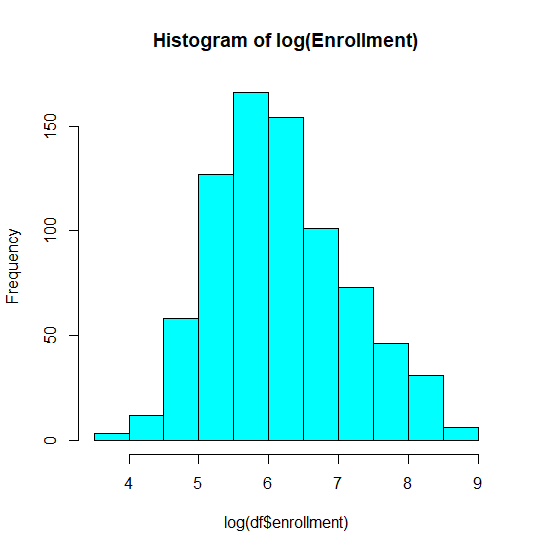 Histogram of log(Enrollment)
Frequency
150
100
50
0
4 5 6 7 8 9
log(df$enrollment)